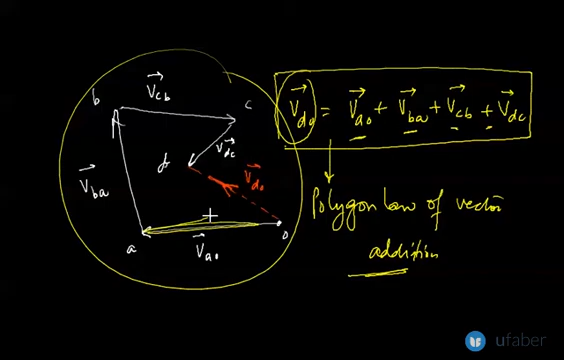 b
V⃗cb
c
V⃗do = V⃗ao + V⃗ba + V⃗cb + V⃗dc
V⃗dc
d
V⃗do
V⃗ba
Polygon law of vector
addition
a
V⃗ao
o
ufaber